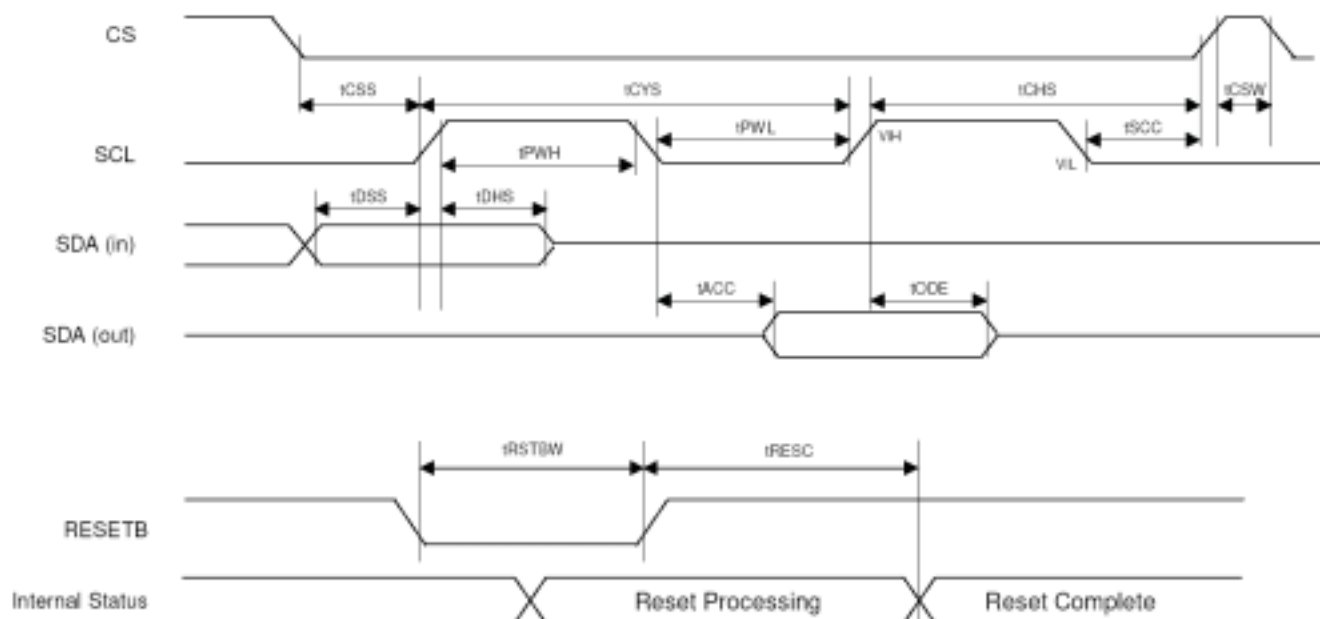 CS
tCSS
tCYS
tCHS
tCSW
SCL
tPWH
tPWL
VIH
tSCC
VIL
tDSS
tDHS
SDA (in)
tACC
tODE
SDA (out)
tRSTBW
tRESC
RESETB
Internal Status
Reset Processing
Reset Complete